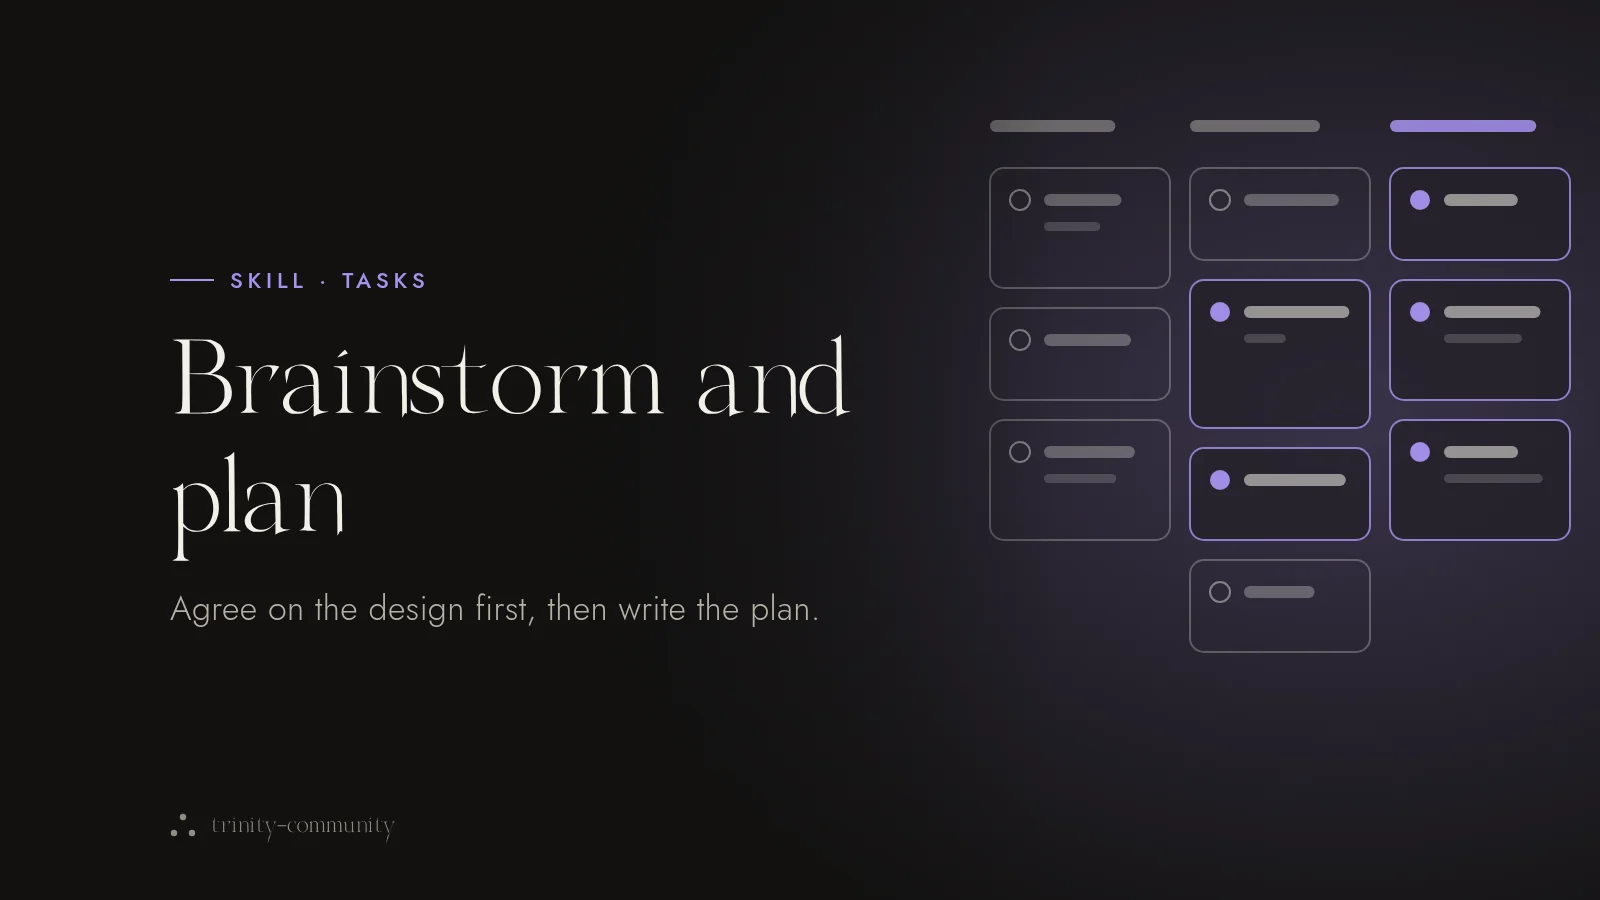 SKILL · TASKS
Brainstorm and
plan
Agree on the design first, then write the plan.
trinity-community